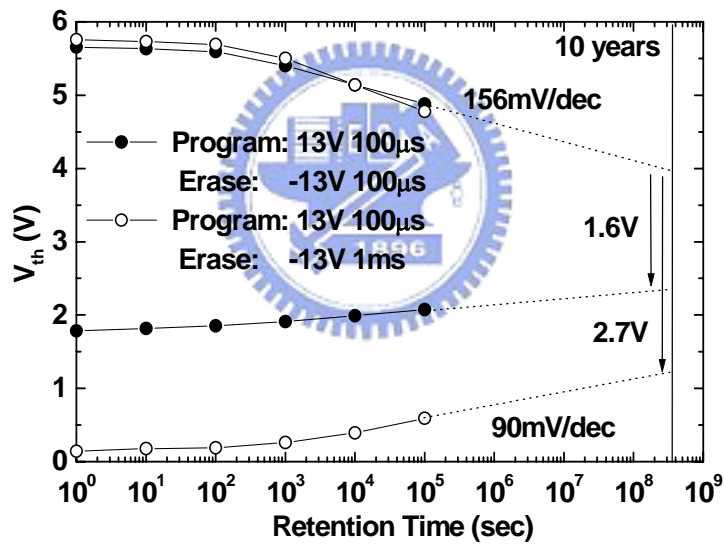 6
5
4
3
2
1
0
V_th (V)
10 years
156mV/dec
Program: 13V 100μs
Erase: -13V 100μs
Program: 13V 100μs
Erase: -13V 1ms
1896
1.6V
2.7V
90mV/dec
10^0 10^1 10^2 10^3 10^4 10^5 10^6 10^7 10^8 10^9
Retention Time (sec)